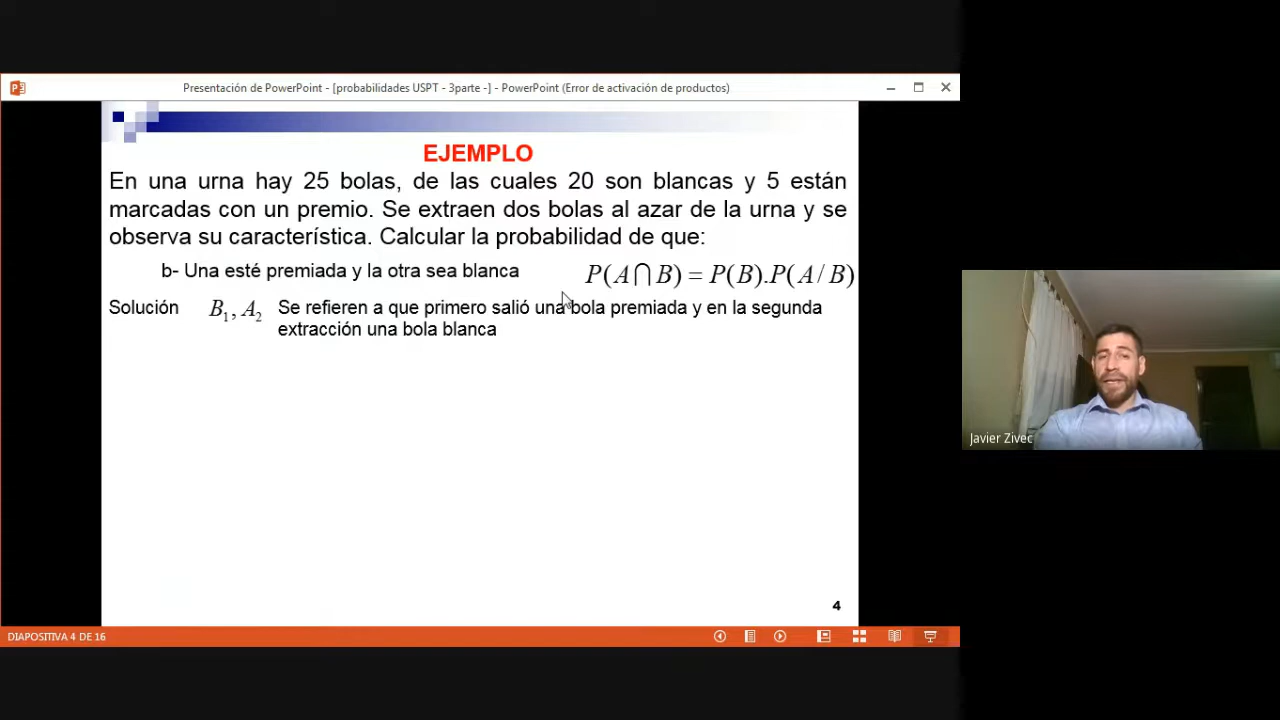 Presentación de PowerPoint - [probabilidades USPT - 3parte -] - PowerPoint (Error de activación de productos)
EJEMPLO
En una urna hay 25 bolas, de las cuales 20 son blancas y 5 están
marcadas con un premio. Se extraen dos bolas al azar de la urna y se
observa su característica. Calcular la probabilidad de que:
b- Una esté premiada y la otra sea blanca P(A⋂B) = P(B).P(A/B)
Solución B₁, A₂ Se refieren a que primero salió una bola premiada y en la segunda
extracción una bola blanca
Javier Zivec
4
DIAPOSITIVA 4 DE 16